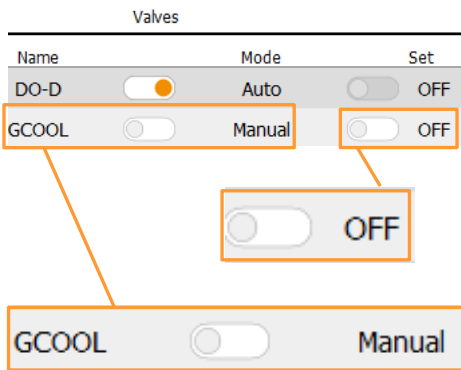 Valves
Name Mode Set
DO-D Auto OFF
GCOOL Manual OFF
OFF
GCOOL Manual